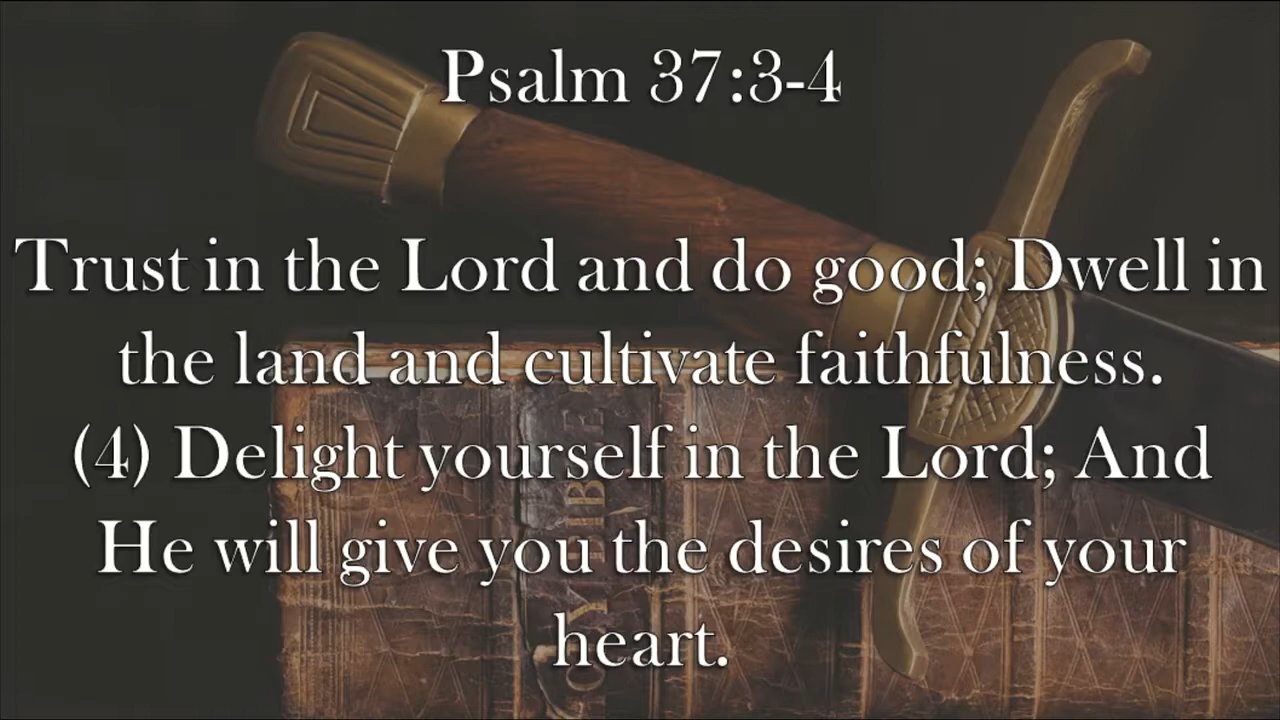 Psalm 37:3-4
Trust in the Lord and do good; Dwell in
the land and cultivate faithfulness.
(4) Delight yourself in the Lord; And
He will give you the desires of your
heart.